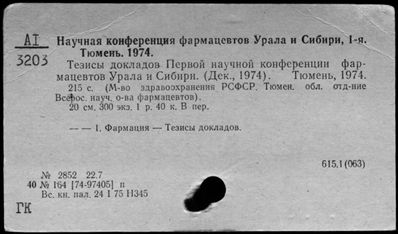 АI
3203
Научная конференция фармацевтов Урала и Сибири, 1-я.
Тюмень. 1974.
Тезисы докладов Первой научной конференции фар-
мацевтов Урала и Сибири. (Дек., 1974). Тюмень, 1974.
215 с. (М-во здравоохранения РСФСР. Тюмен. обл. отд-ние
Всерос. науч. о-ва фармацевтов).
20 см. 300 экз. 1 р. 40 к. В пер.
— — 1. Фармация — Тезисы докладов.
615.1(063)
№ 2852 22.7
40 № 164 [74-97405] п
Вс. кн. пал. 24 I 75 Н345
ГК